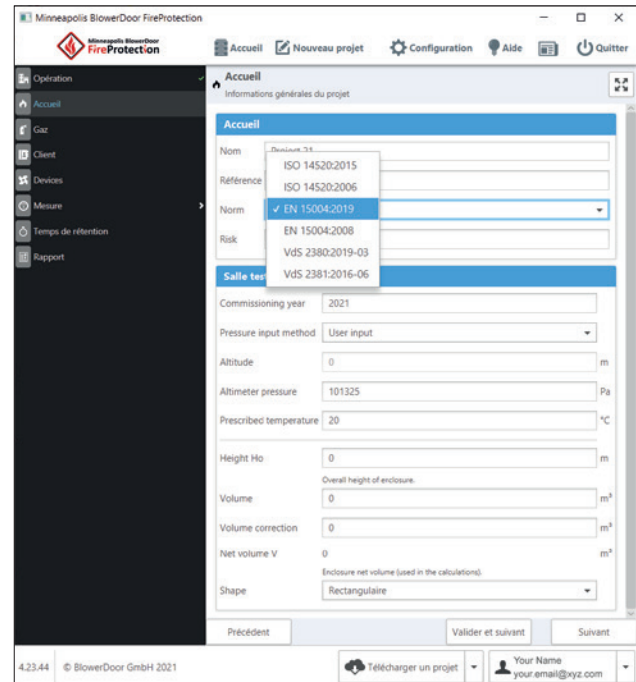 Minneapolis BlowerDoor FireProtection
Minneapolis BlowerDoor
FireProtection
Accueil
Nouveau projet
Configuration
Aide
Quitter
Opération
Accueil
Gaz
Client
Devices
Mesure
Temps de rétention
Rapport
Accueil
Informations générales du projet
Accueil
Nom Project 21
Référence
Norm
Risk
ISO 14520:2015
ISO 14520:2006
✓ EN 15004:2019
EN 15004:2008
VdS 2380:2019-03
VdS 2381:2016-06
Salle
Commissioning year 2021
Pressure input method User input
Altitude 0 m
Altimeter pressure 101325 Pa
Prescribed temperature 20 °C
Height Ho 0 m
Overall height of enclosure.
Volume 0 m³
Volume correction 0 m³
Net volume V 0 m³
Enclosure net volume (used in the calculations).
Shape Rectangulaire
Précédent
Valider et suivant
Suivant
4.23.44 © BlowerDoor GmbH 2021
Télécharger un projet
Your Name
your.email@xyz.com